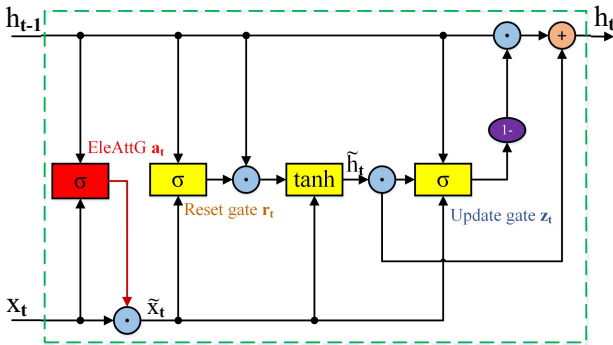 h_{t-1}
h_t
·
+
1-
EleAttG a_t
σ
σ
·
tanh
h̃_t
·
σ
Reset gate r_t
Update gate z_t
x_t
·
x̃_t